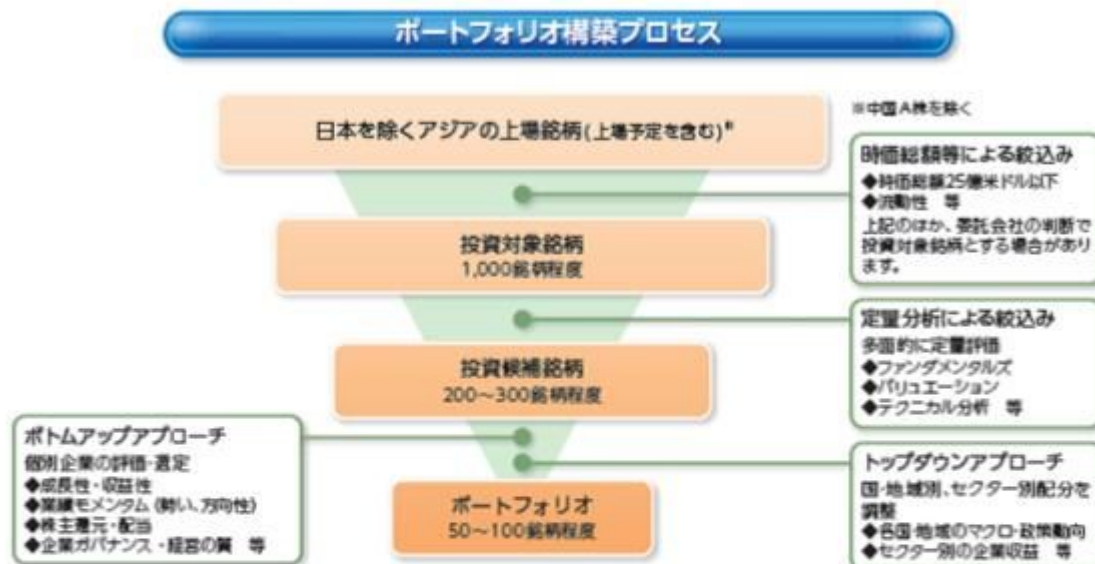 ポートフォリオ構築プロセス
※中国A株を除く
日本を除くアジアの上場銘柄(上場予定を含む)※
時価総額等による絞込み
◆時価総額25億米ドル以下
◆流動性 等
上記のほか、委託会社の判断で
投資対象銘柄とする場合があり
ます。
投資対象銘柄
1,000銘柄程度
定量分析による絞込み
多面的に定量評価
◆ファンダメンタルズ
◆バリュエーション
◆テクニカル分析 等
投資候補銘柄
200～300銘柄程度
ボトムアップアプローチ
個別企業の評価・選定
◆成長性・収益性
◆業績モメンタム(勢い、方向性)
◆株主還元・配当
◆企業ガバナンス・経営の質 等
トップダウンアプローチ
国・地域別、セクター別配分を
調整
◆各国・地域のマクロ・政策動向
◆セクター別の企業収益 等
ポートフォリオ
50～100銘柄程度